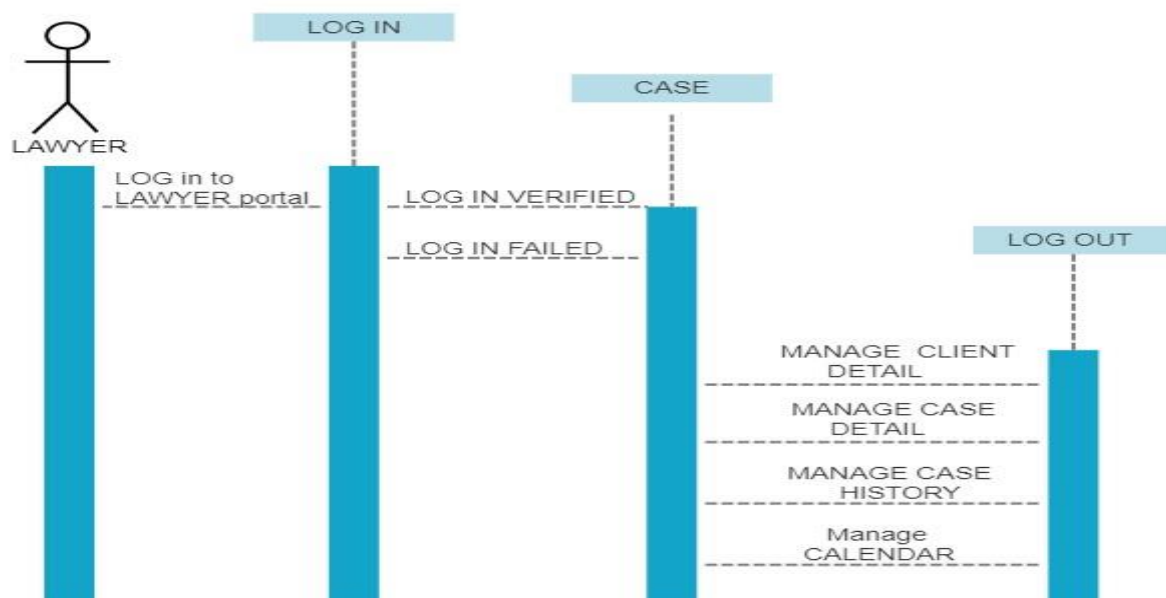 LOG IN
CASE
LAWYER
LOG in to
LAWYER portal
LOG IN VERIFIED
LOG IN FAILED
LOG OUT
MANAGE CLIENT
DETAIL
MANAGE CASE
DETAIL
MANAGE CASE
HISTORY
Manage
CALENDAR